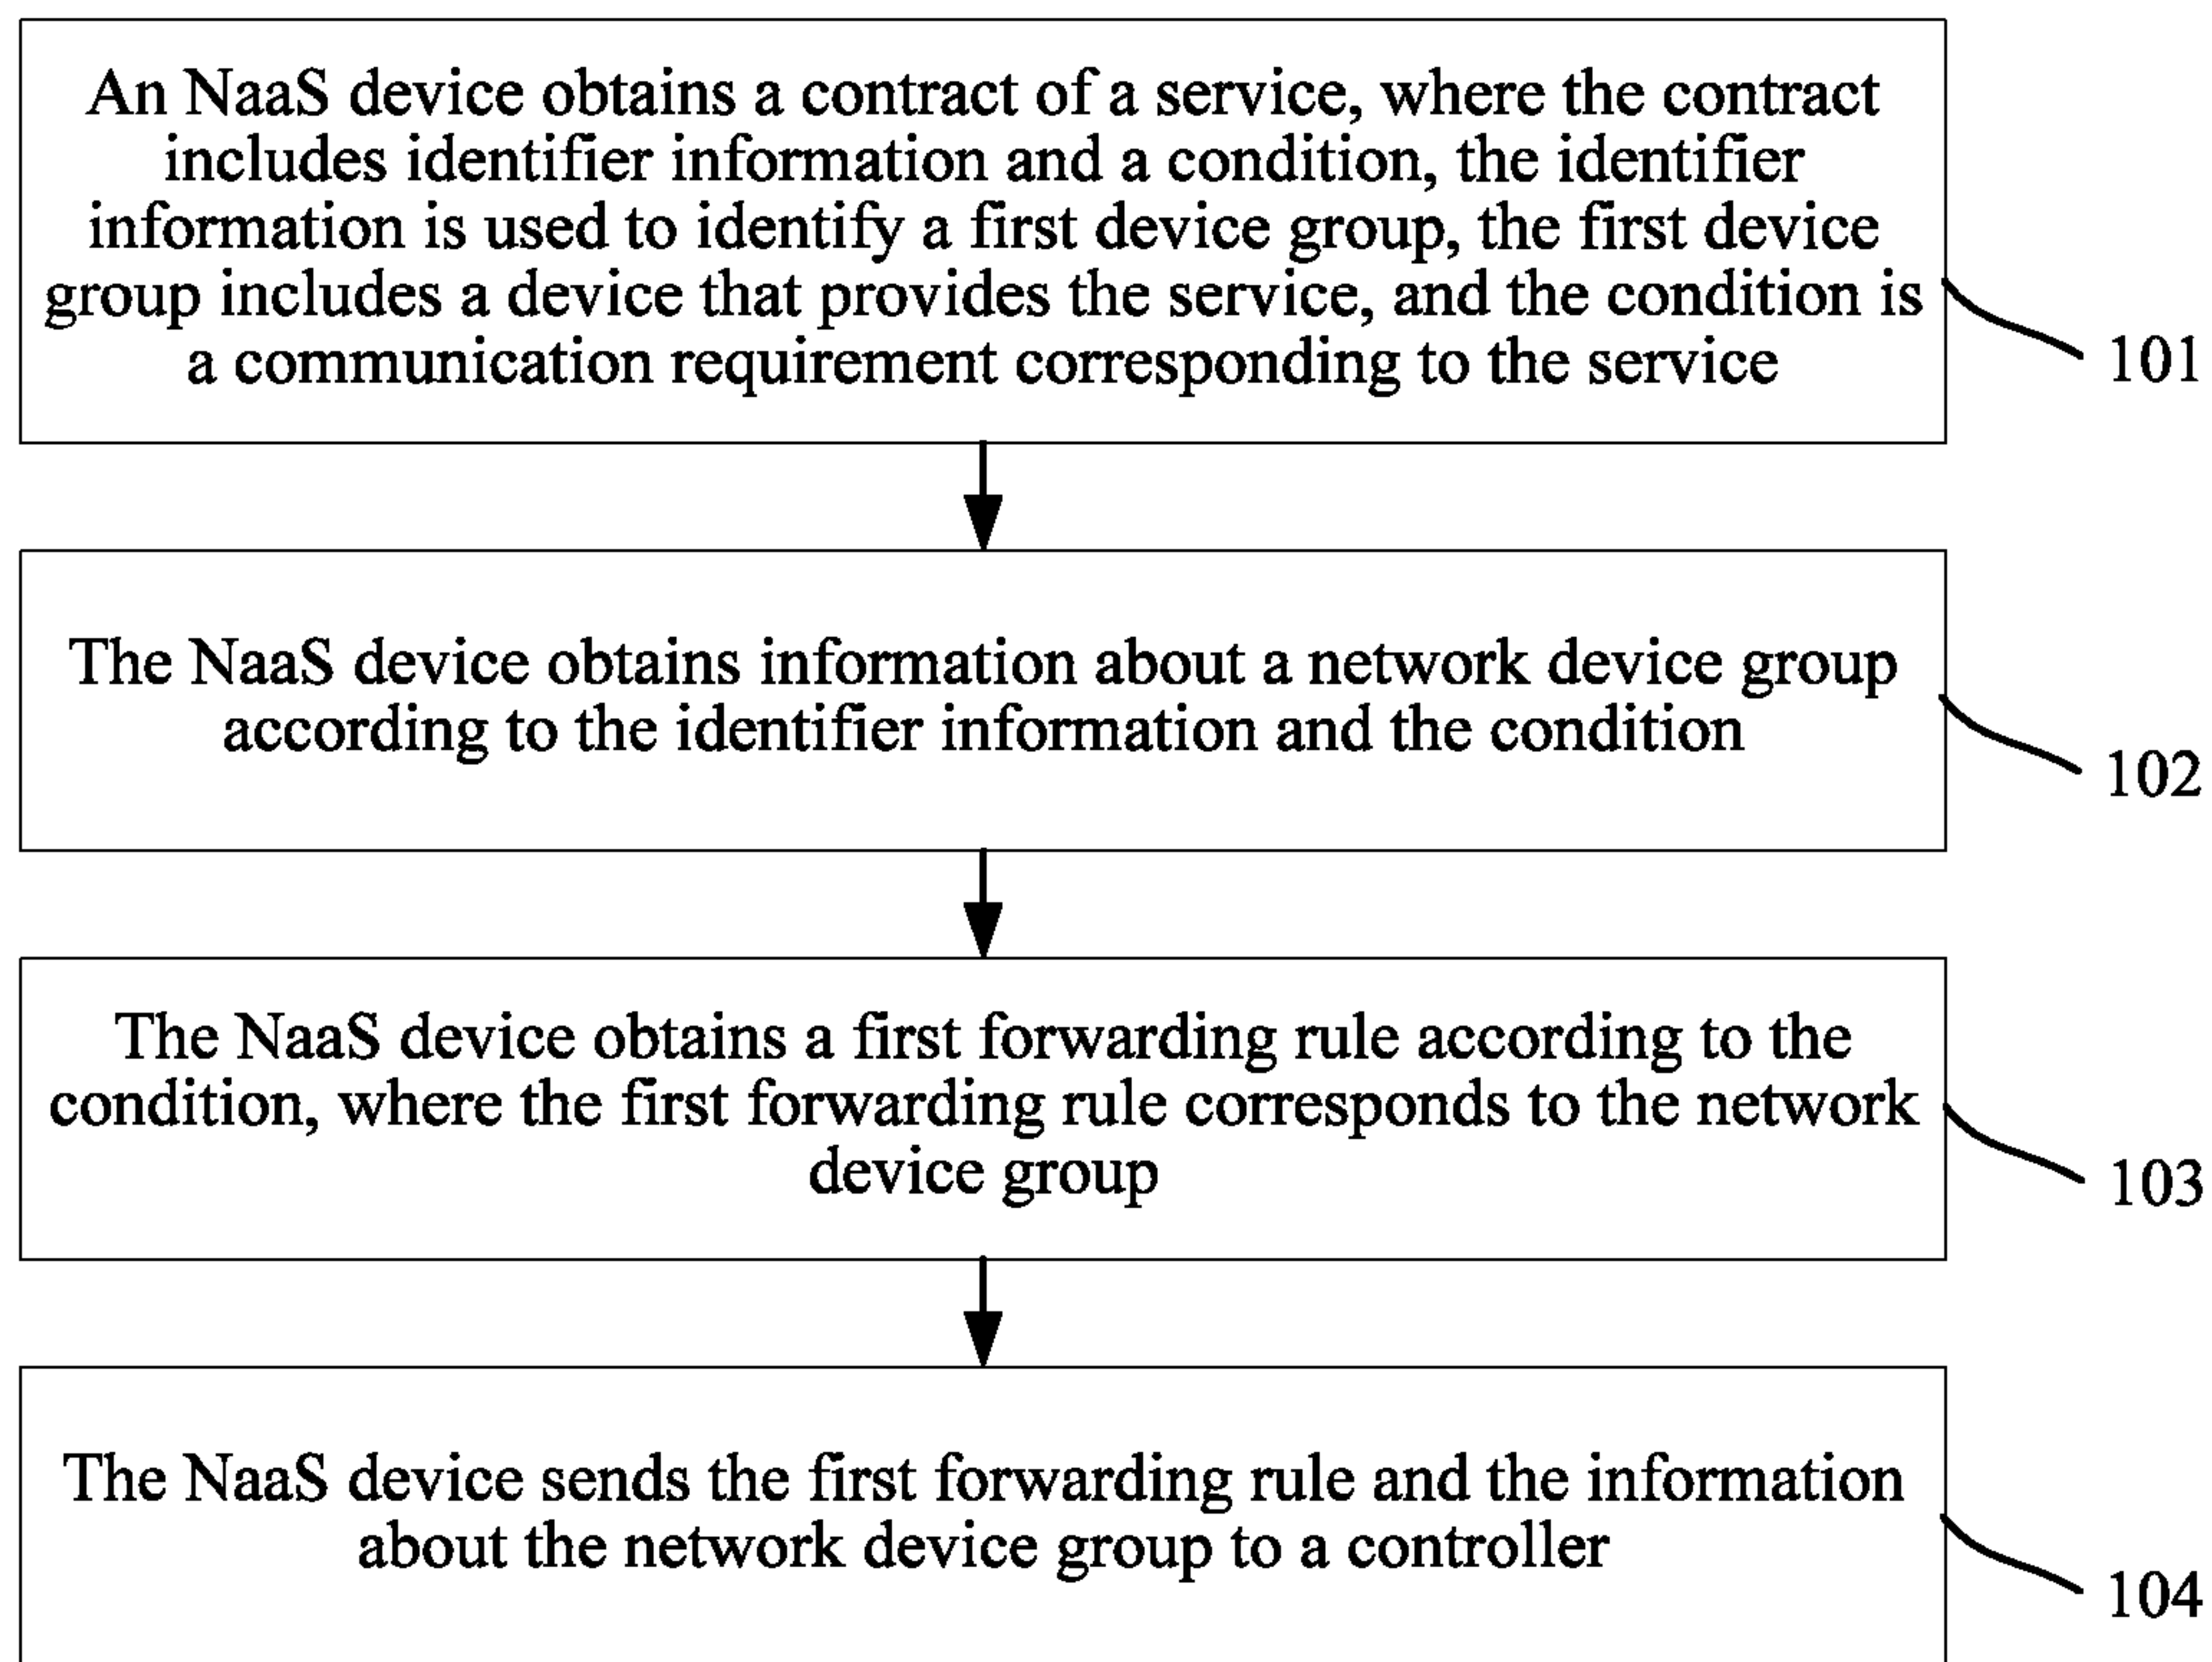 An NaaS device obtains a contract of a service, where the contract
includes identifier information and a condition, the identifier
information is used to identify a first device group, the first device
group includes a device that provides the service, and the condition is
a communication requirement corresponding to the service
101
The NaaS device obtains information about a network device group
according to the identifier information and the condition
102
The NaaS device obtains a first forwarding rule according to the
condition, where the first forwarding rule corresponds to the network
device group
103
The NaaS device sends the first forwarding rule and the information
about the network device group to a controller
104